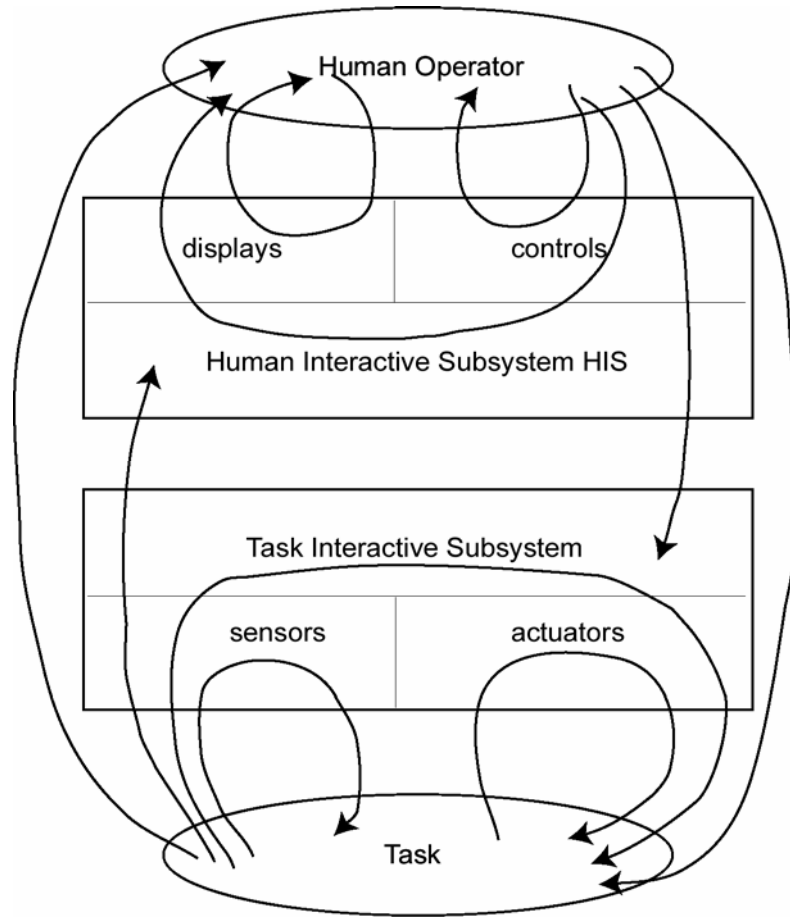 Human Operator
displays
controls
Human Interactive Subsystem HIS
Task Interactive Subsystem
sensors
actuators
Task